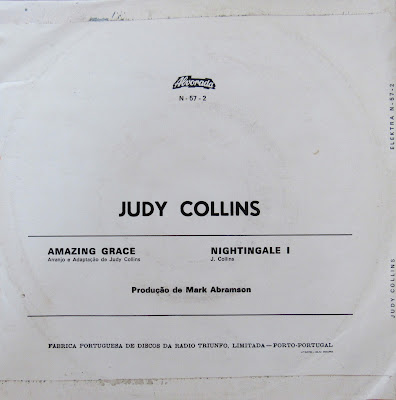 Alvorada
N - 57 - 2
JUDY COLLINS
AMAZING GRACE
Arranjo e Adaptação de Judy Collins
NIGHTINGALE I
J. Collins
Produção de Mark Abramson
FABRICA PORTUGUESA DE DISCOS DA RADIO TRIUNFO, LIMITADA — PORTO-PORTUGAL
ELEKTRA N-57-2
JUDY COLLINS